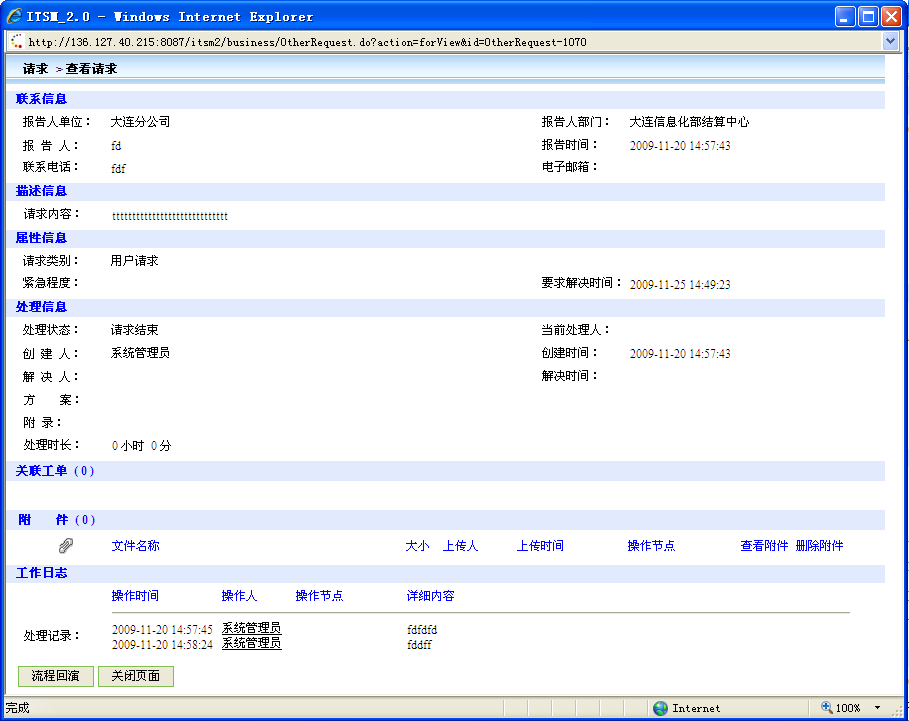 ITSM_2.0 - Windows Internet Explorer
http://136.127.40.215:8087/itsm2/business/OtherRequest.do?action=forView&id=OtherRequest-1070
请求 >查看请求
联系信息
报告人单位： 大连分公司 报告人部门： 大连信息化部结算中心
报 告 人： fd 报告时间： 2009-11-20 14:57:43
联系电话： fdf 电子邮箱：
描述信息
请求内容： ttttttttttttttttttttttttttttt
属性信息
请求类别： 用户请求
紧急程度： 要求解决时间： 2009-11-25 14:49:23
处理信息
处理状态： 请求结束 当前处理人：
创 建 人： 系统管理员 创建时间： 2009-11-20 14:57:43
解 决 人： 解决时间：
方 案：
附 录：
处理时长： 0小时 0分
关联工单 (0)
附 件 (0)
文件名称 大小 上传人 上传时间 操作节点 查看附件 删除附件
工作日志
操作时间 操作人 操作节点 详细内容
处理记录： 2009-11-20 14:57:45 系统管理员 fdfdfd
2009-11-20 14:58:24 系统管理员 fddff
流程回演 关闭页面
完成 Internet 100%